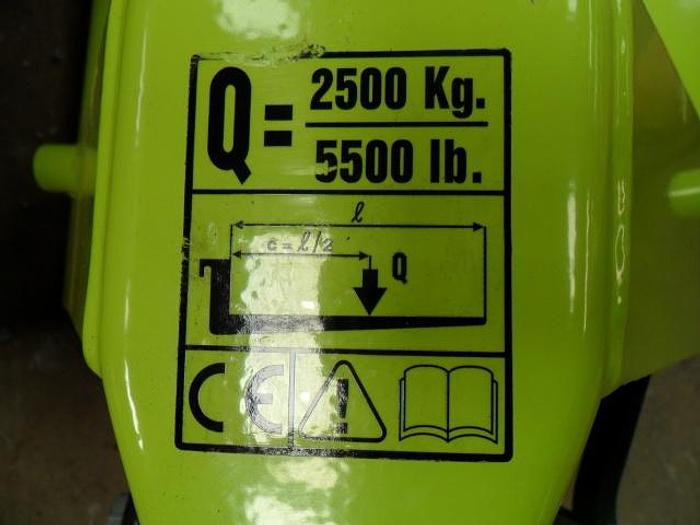 Q = 2500 Kg.
5500 lb.
l
c = l/2
Q
CE
!